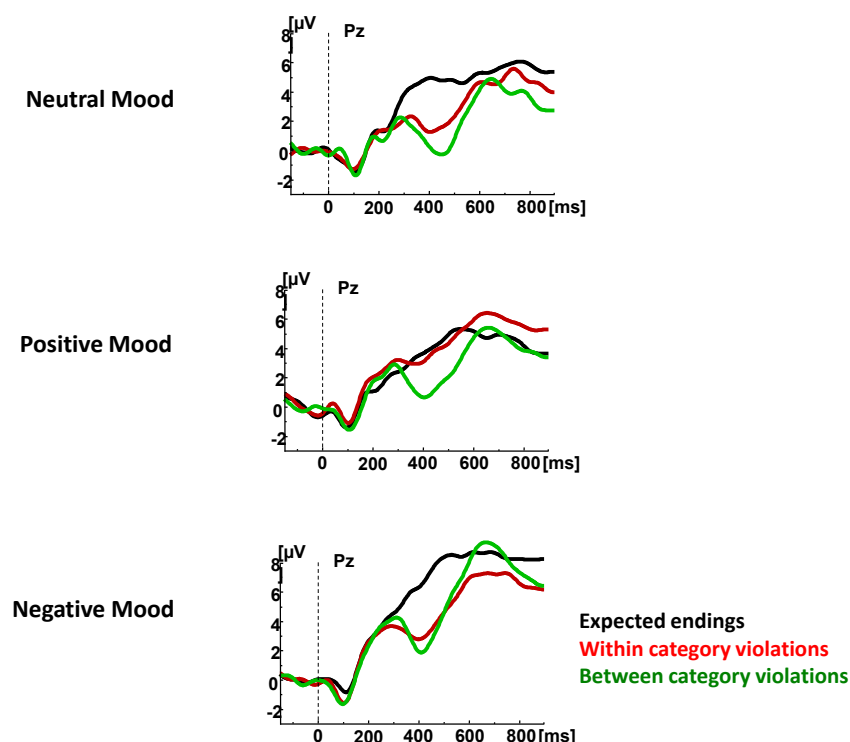 [µV
Pz
8
6
4
2
0
-2
0 200 400 600 800[ms]
Neutral Mood
[µV
Pz
8
6
4
2
0
-2
0 200 400 600 800[ms]
Positive Mood
[µV
Pz
8
6
4
2
0
-2
0 200 400 600 800[ms]
Negative Mood
Expected endings
Within category violations
Between category violations